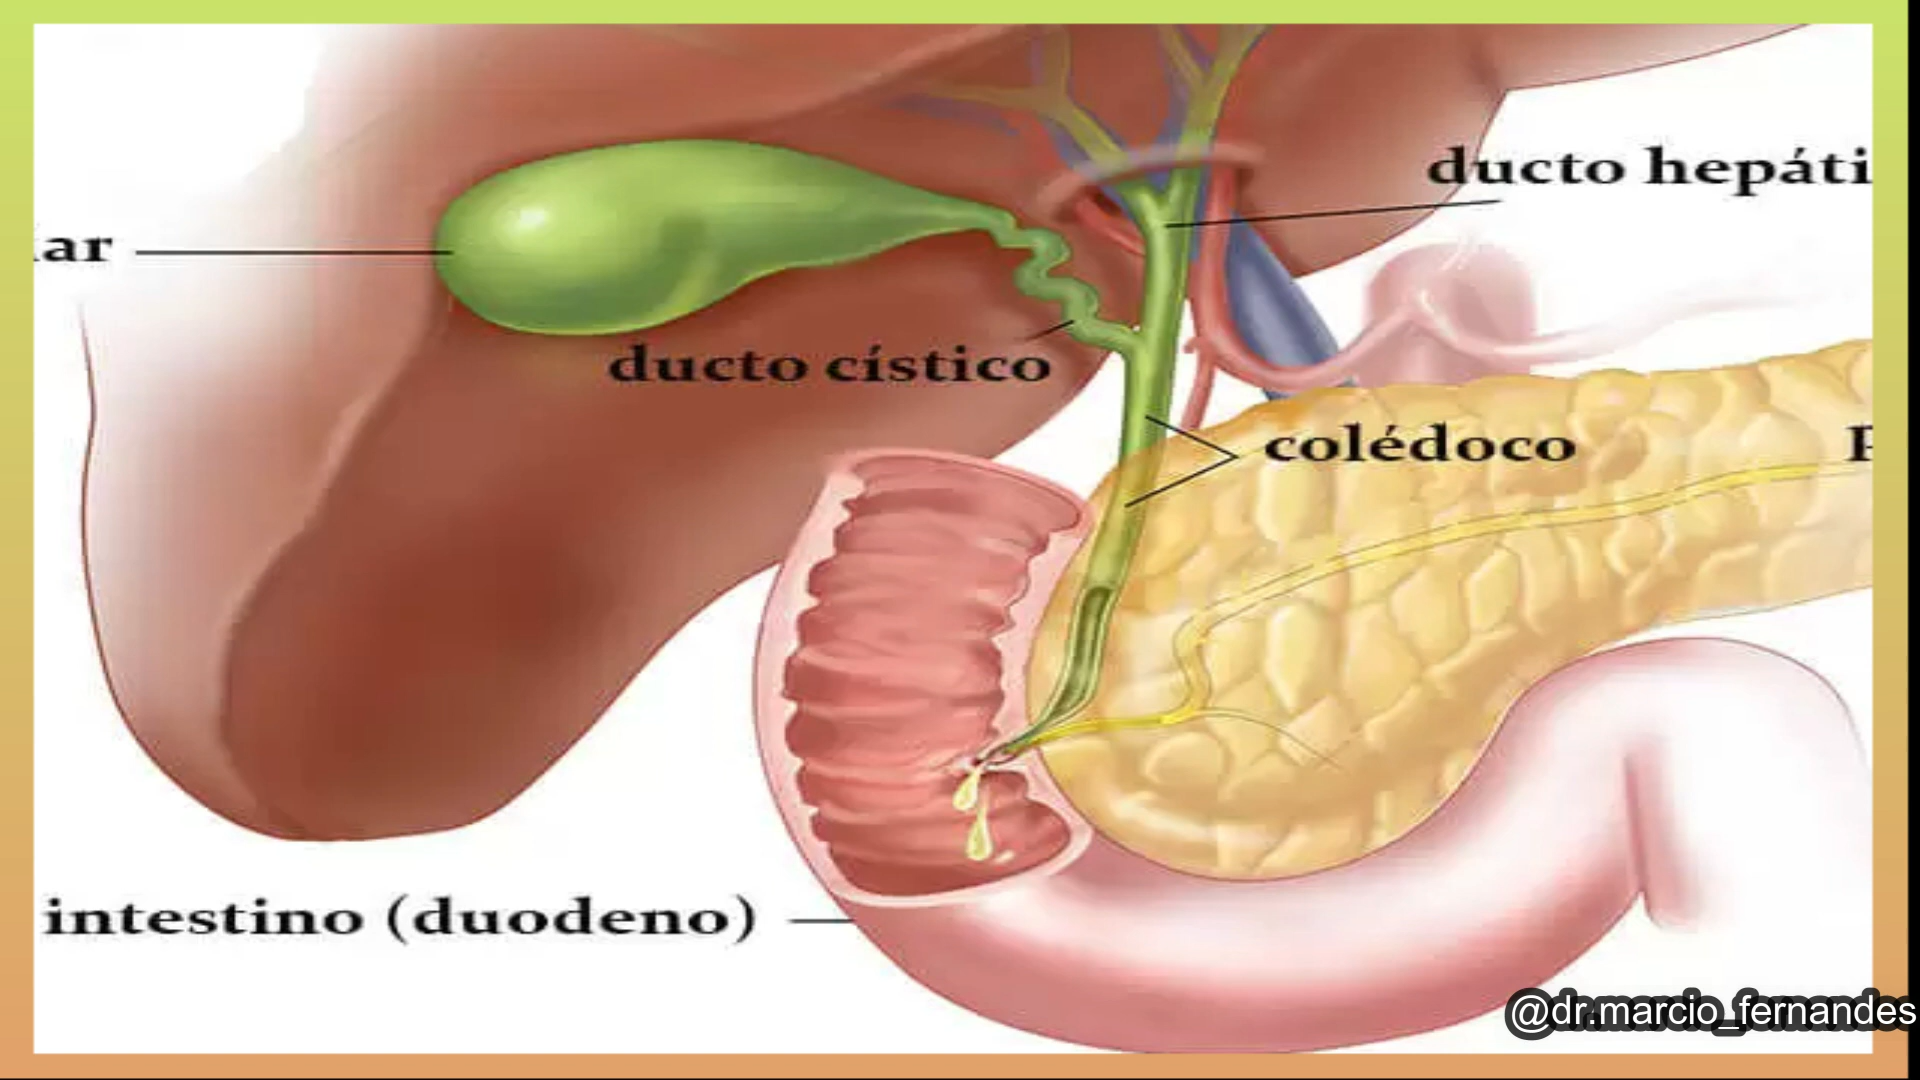 ducto hepáti
ar
ducto cístico
colédoco
P
intestino (duodeno)
@dr.marcio_fernandes